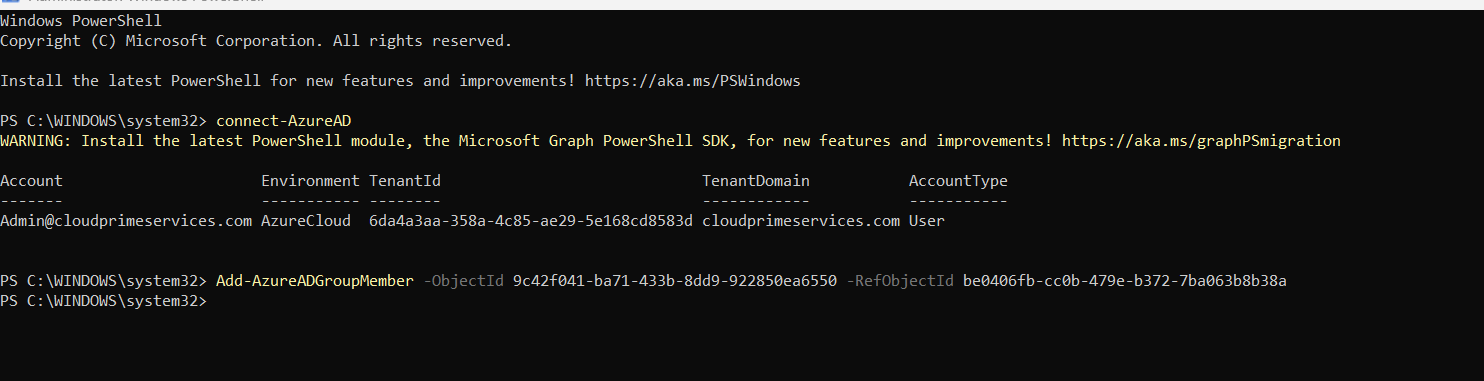 Windows PowerShell
Copyright (C) Microsoft Corporation. All rights reserved.
Install the latest PowerShell for new features and improvements! https://aka.ms/PSWindows
PS C:\WINDOWS\system32> connect-AzureAD
WARNING: Install the latest PowerShell module, the Microsoft Graph PowerShell SDK, for new features and improvements! https://aka.ms/graphPSmigration
Account Environment TenantId TenantDomain AccountType
------- ----------- -------- ------------ -----------
Admin@cloudprimeservices.com AzureCloud 6da4a3aa-358a-4c85-ae29-5e168cd8583d cloudprimeservices.com User
PS C:\WINDOWS\system32> Add-AzureADGroupMember -ObjectId 9c42f041-ba71-433b-8dd9-922850ea6550 -RefObjectId be0406fb-cc0b-479e-b372-7ba063b8b38a
PS C:\WINDOWS\system32>